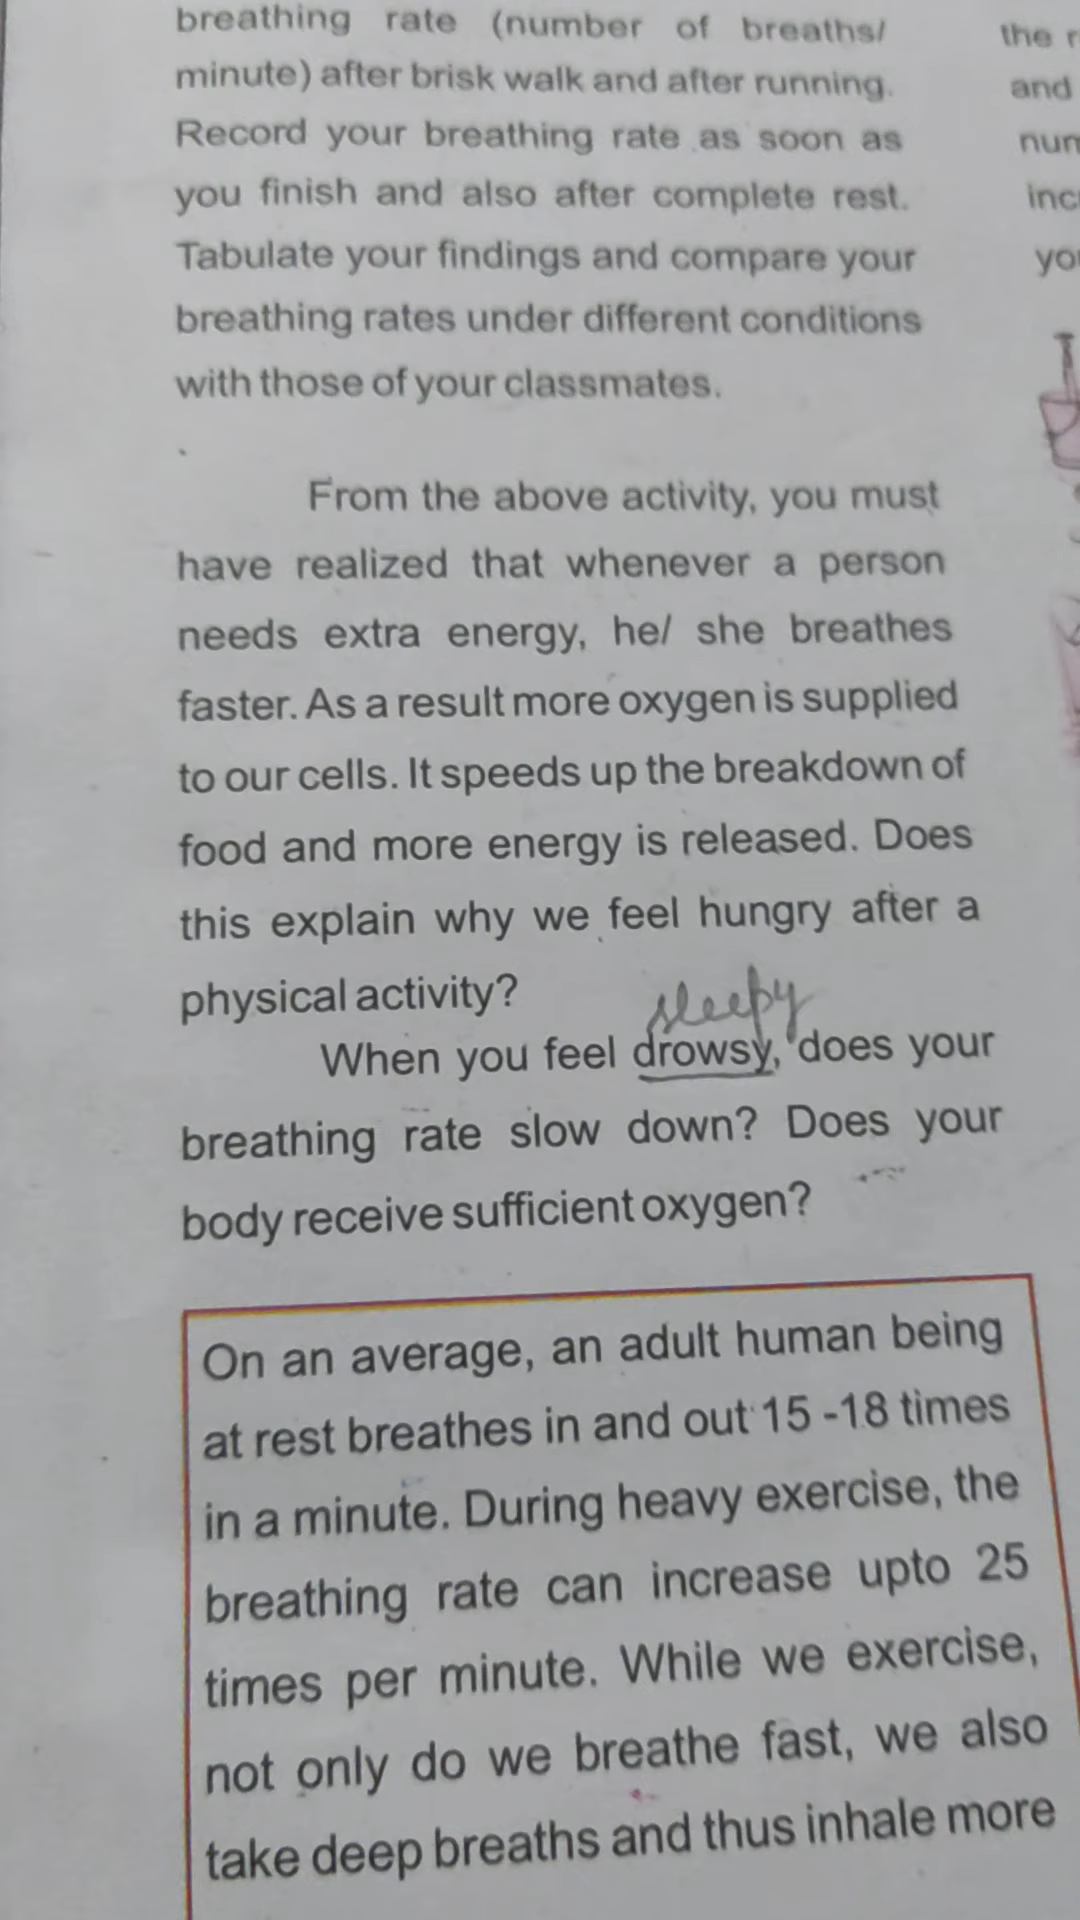 breathing rate (number of breaths/
minute) after brisk walk and after running.
Record your breathing rate as soon as
you finish and also after complete rest.
Tabulate your findings and compare your
breathing rates under different conditions
with those of your classmates.
From the above activity, you must
have realized that whenever a person
needs extra energy, he/ she breathes
faster. As a result more oxygen is supplied
to our cells. It speeds up the breakdown of
food and more energy is released. Does
this explain why we feel hungry after a
physical activity?
sleepy
When you feel drowsy, does your
breathing rate slow down? Does your
body receive sufficient oxygen?
On an average, an adult human being
at rest breathes in and out 15 -18 times
in a minute. During heavy exercise, the
breathing rate can increase upto 25
times per minute. While we exercise,
not only do we breathe fast, we also
take deep breaths and thus inhale more
the
and